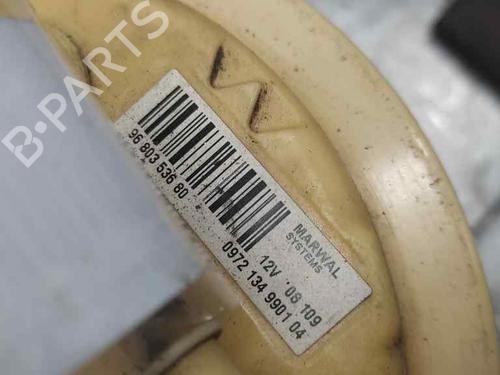 B-PARTS
M
96 803 536 80
MARWAL
SYSTEMS
12V ' 08 109
0972 134 9901 04